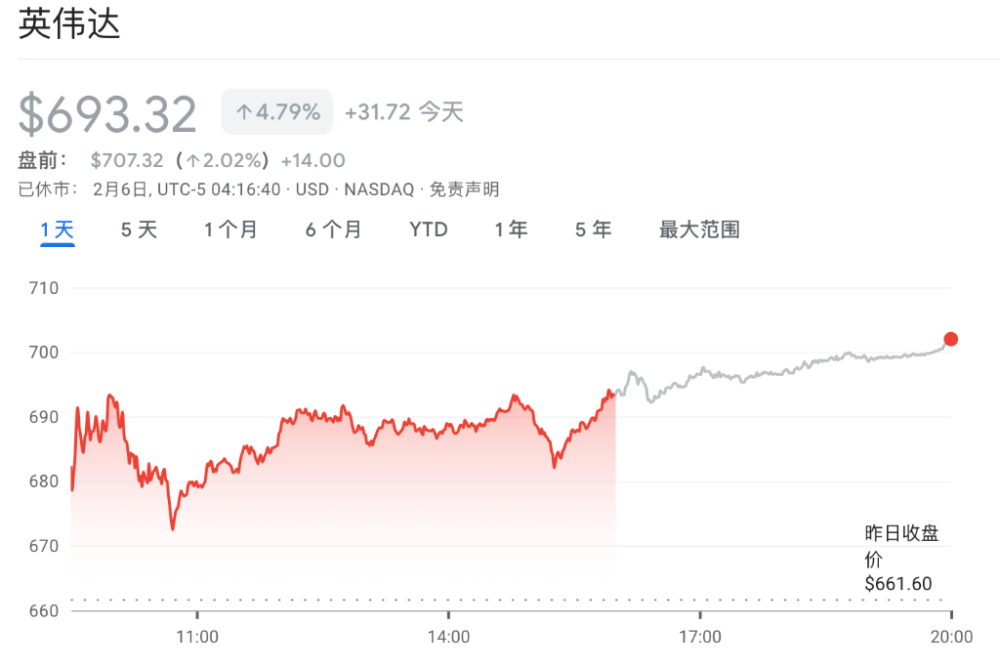 英伟达
$693.32 ↑4.79% +31.72 今天
盘前： $707.32 (↑2.02%) +14.00
已休市： 2月6日, UTC-5 04:16:40 · USD · NASDAQ · 免责声明
1 天 5 天 1 个月 6 个月 YTD 1 年 5 年 最大范围
710
700
690
680
670
660
昨日收盘
价
$661.60
11:00 14:00 17:00 20:00